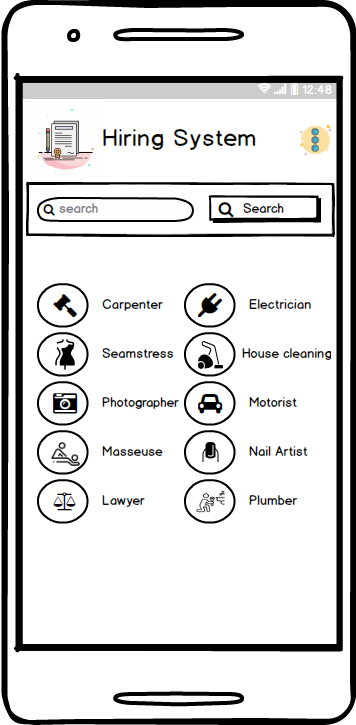 12:48
Hiring System
search
Search
Carpenter
Electrician
Seamstress
House cleaning
Photographer
Motorist
Masseuse
Nail Artist
Lawyer
Plumber